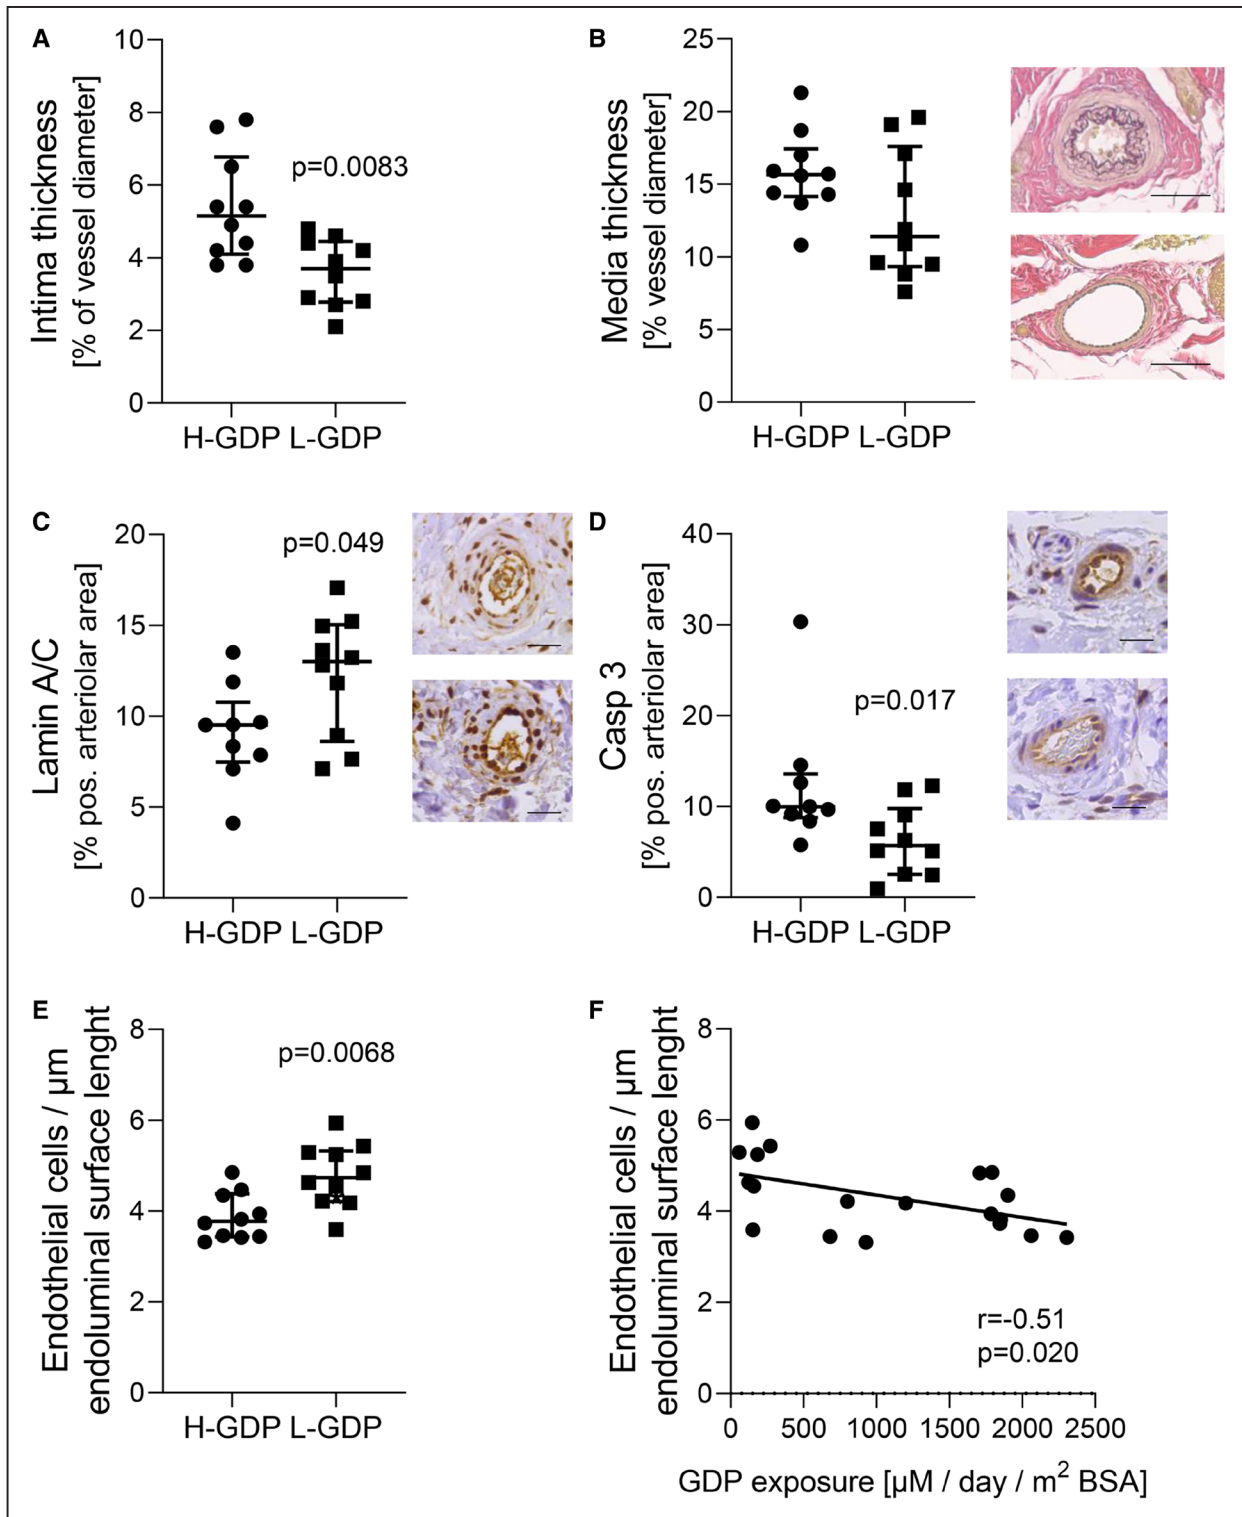 A
Intima thickness
[% of vessel diameter]
10
8
6
4
2
0
p=0.0083
H-GDP L-GDP
B
Media thickness
[% vessel diameter]
25
20
15
10
5
0
H-GDP L-GDP
C
Lamin A/C
[% pos. arteriolar area]
20
15
10
5
0
p=0.049
H-GDP L-GDP
D
Casp 3
[% pos. arteriolar area]
40
30
20
10
0
p=0.017
H-GDP L-GDP
E
Endothelial cells / µm
endoluminal surface lenght
8
6
4
2
0
p=0.0068
H-GDP L-GDP
F
Endothelial cells / µm
endoluminal surface lenght
8
6
4
2
0
r=-0.51
p=0.020
0 500 1000 1500 2000 2500
GDP exposure [µM / day / m² BSA]